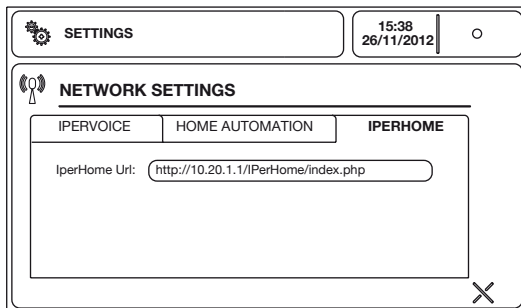 SETTINGS
15:38
26/11/2012
NETWORK SETTINGS
IPERVOICE
HOME AUTOMATION
IPERHOME
IperHome Url: http://10.20.1.1/IPerHome/index.php